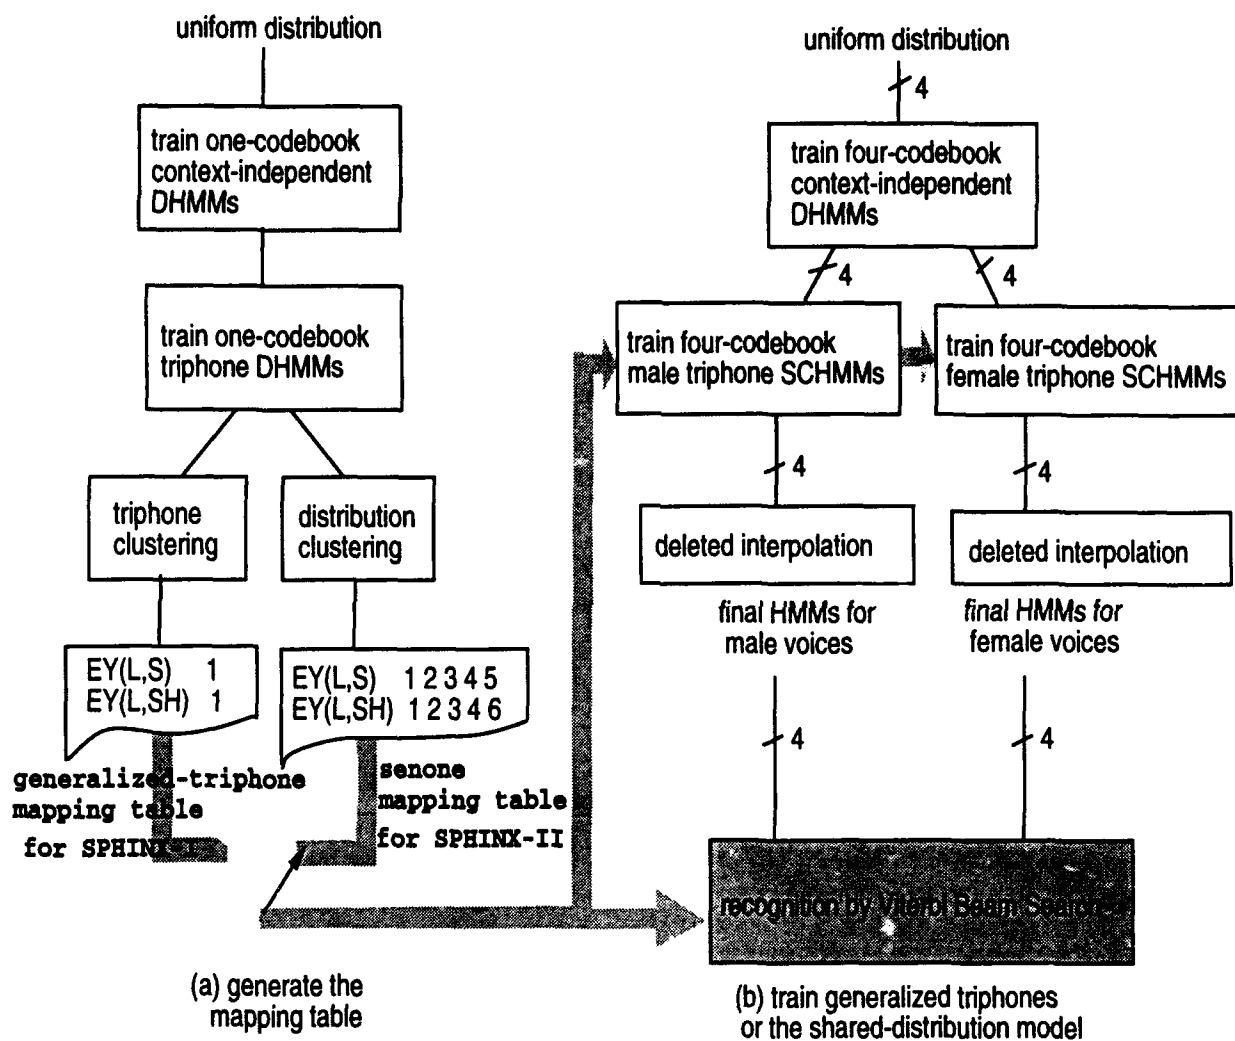 uniform distribution
train one-codebook
context-independent
DHMMs
train one-codebook
triphone DHMMs
triphone
clustering
distribution
clustering
EY(L,S) 1
EY(L,SH) 1
EY(L,S) 1 2 3 4 5
EY(L,SH) 1 2 3 4 6
generalized-triphone
mapping table
for
senone
mapping table
for SPHINX-II
(a) generate the
mapping table
uniform distribution
4
train four-codebook
context-independent
DHMMs
4
4
train four-codebook
male triphone SCHMMs
train four-codebook
female triphone SCHMMs
4
4
deleted interpolation
deleted interpolation
final HMMs for
male voices
final HMMs for
female voices
4
4
recognition by Viterbi Beam
(b) train generalized triphones
or the shared-distribution model